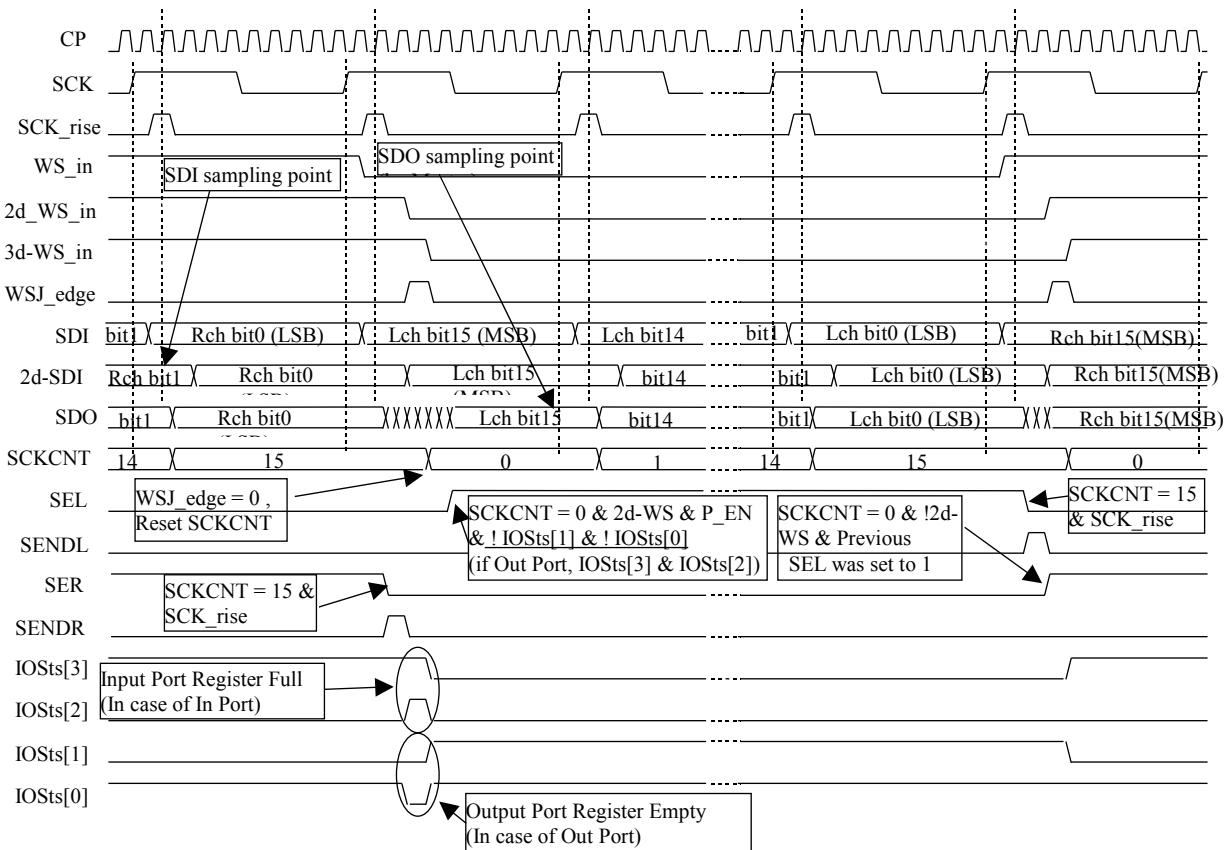 CP
SCK
SCK_rise
WS_in
SDI sampling point
SDO sampling point
2d_WS_in
3d-WS_in
WSJ_edge
SDI bit1 Rch bit0 (LSB) Lch bit15 (MSB) Lch bit14 bit1 Lch bit0 (LSB) Rch bit15(MSB)
2d-SDI Rch bit1 Rch bit0 Lch bit15 bit14 bit1 Lch bit0 (LSB) Rch bit15(MSB)
SDO bit1 Rch bit0 Lch bit15 bit14 bit1 Lch bit0 (LSB) Rch bit15(MSB)
SCKCNT 14 15 0 1 14 15 0
SEL
WSJ_edge = 0 ,
Reset SCKCNT
SCKCNT = 0 & 2d-WS & P_EN
& ! IOSts[1] & ! IOSts[0]
(if Out Port, IOSts[3] & IOSts[2])
SCKCNT = 0 & !2d-
WS & Previous
SEL was set to 1
SCKCNT = 15
& SCK_rise
SENDL
SER
SCKCNT = 15 &
SCK_rise
SENDR
IOSts[3]
Input Port Register Full
(In case of In Port)
IOSts[2]
IOSts[1]
IOSts[0]
Output Port Register Empty
(In case of Out Port)